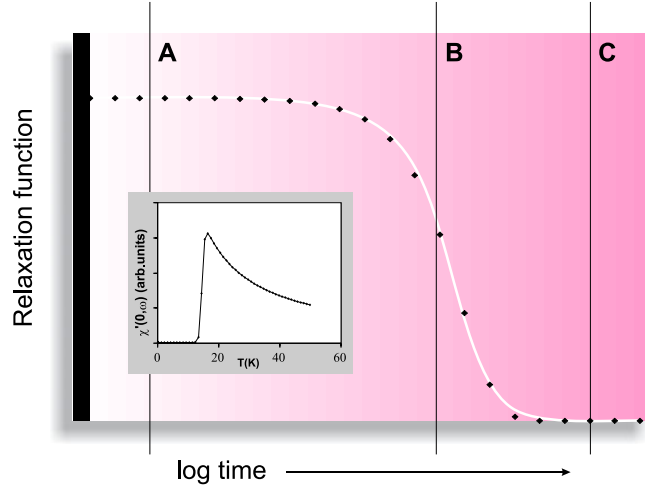 A
B
C
Relaxation function
χ'(0,ω) (arb.units)
0
20
40
60
T(K)
log time